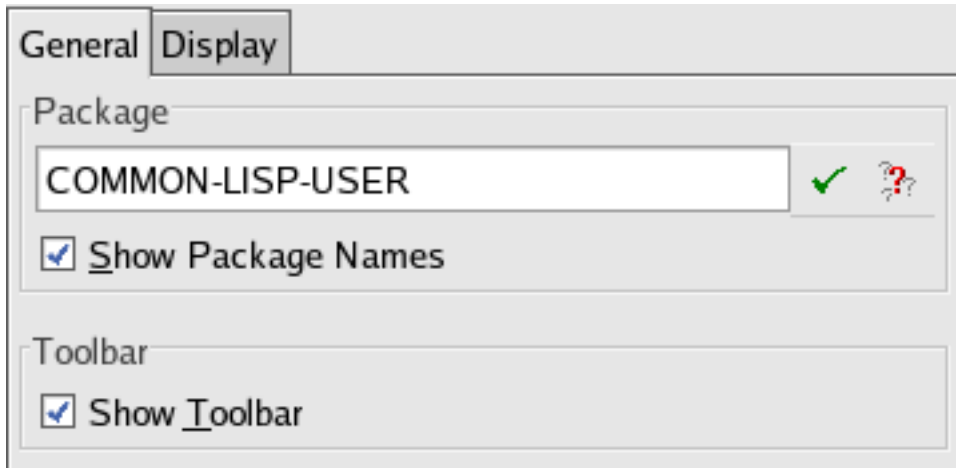 General Display
Package
COMMON-LISP-USER
Show Package Names
Toolbar
Show Toolbar